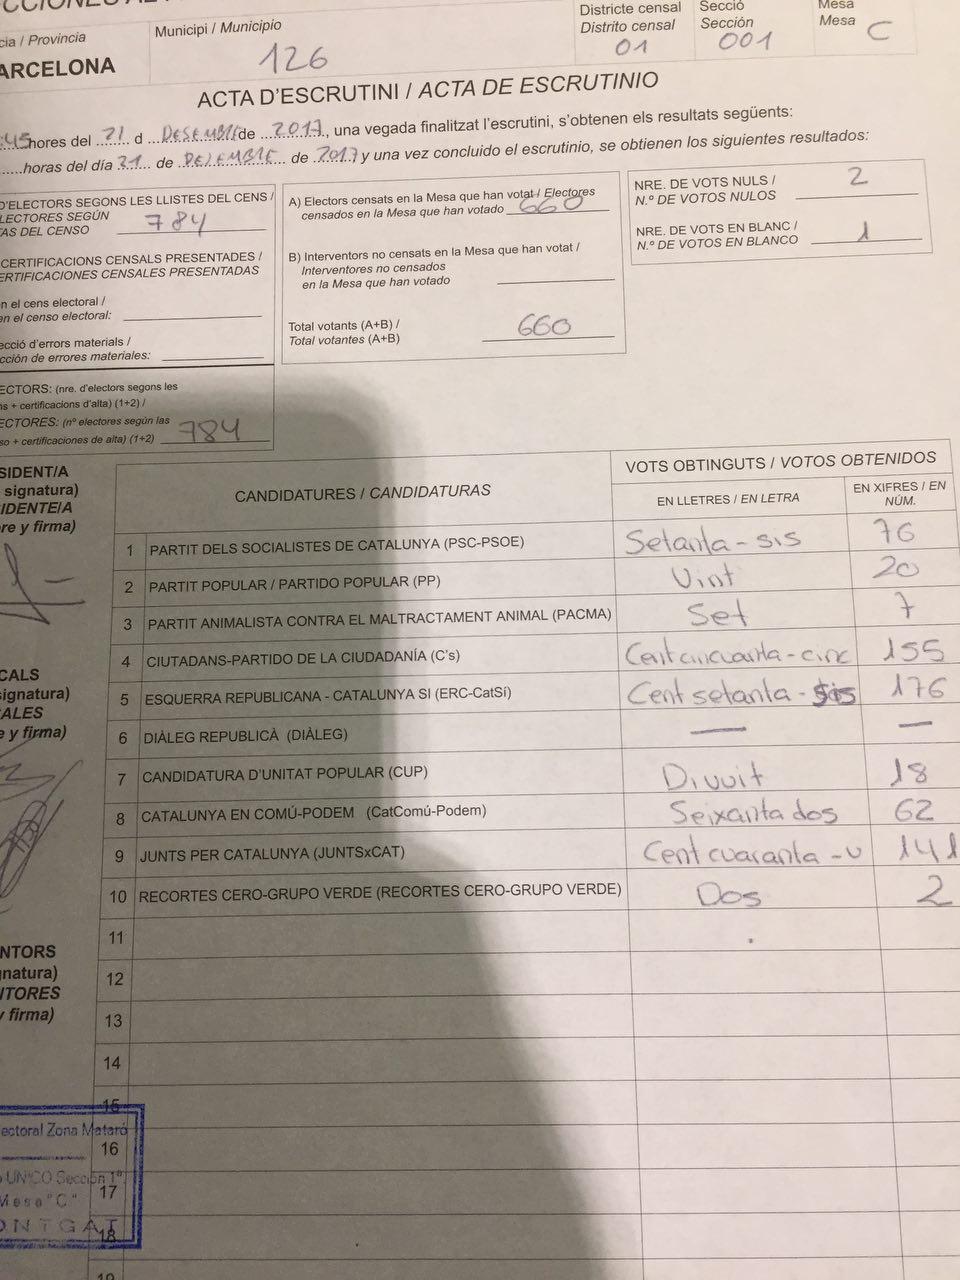 Municipi / Municipio
126
Districte censal
Distrito censal
01
Secció
Sección
001
Mesa
Mesa
C
cia / Provincia
ARCELONA
ACTA D'ESCRUTINI / ACTA DE ESCRUTINIO
:45 hores del 21 d DESEMBRE de 2017, una vegada finalitzat l'escrutini, s'obtenen els resultats següents:
horas del día 21 de DEZEMBRE de 2017 y una vez concluido el escrutinio, se obtienen los siguientes resultados:
D'ELECTORS SEGONS LES LLISTES DEL CENS /
LECTORES SEGÚN
TAS DEL CENSO 784
CERTIFICACIONS CENSALS PRESENTADES /
ERTIFICACIONES CENSALES PRESENTADAS
n el cens electoral /
en el censo electoral:
ecció d'errors materials /
cción de errores materiales:
ECTORS: (nre. d'electors segons les
ns + certificacions d'alta) (1+2) /
ECTORES: (nº electores según las
so + certificaciones de alta) (1+2) 784
A) Electors censats en la Mesa que han votat / Electores
censados en la Mesa que han votado 660
B) Interventors no censats en la Mesa que han votat /
Interventores no censados
en la Mesa que han votado
Total votants (A+B) /
Total votantes (A+B) 660
NRE. DE VOTS NULS /
N.º DE VOTOS NULOS 2
NRE. DE VOTS EN BLANC /
N.º DE VOTOS EN BLANCO 1
SIDENT/A
signatura)
IDENTE/A
re y firma)
CALS
signatura)
ALES
e y firma)
NTORS
gnatura)
ITORES
y firma)
CANDIDATURES / CANDIDATURAS
VOTS OBTINGUTS / VOTOS OBTENIDOS
EN LLETRES / EN LETRA
EN XIFRES / EN
NÚM.
1 PARTIT DELS SOCIALISTES DE CATALUNYA (PSC-PSOE) Setanta-sis 76
2 PARTIT POPULAR / PARTIDO POPULAR (PP) Vint 20
3 PARTIT ANIMALISTA CONTRA EL MALTRACTAMENT ANIMAL (PACMA) Set 7
4 CIUTADANS-PARTIDO DE LA CIUDADANÍA (C's) Cent cincuanta-cinc 155
5 ESQUERRA REPUBLICANA - CATALUNYA SI (ERC-CatSí) Cent setanta-sis 176
6 DIÀLEG REPUBLICÀ (DIÀLEG) — —
7 CANDIDATURA D'UNITAT POPULAR (CUP) Divuit 18
8 CATALUNYA EN COMÚ-PODEM (CatComú-Podem) Seixanta dos 62
9 JUNTS PER CATALUNYA (JUNTSxCAT) Cent cuaranta-u 141
10 RECORTES CERO-GRUPO VERDE (RECORTES CERO-GRUPO VERDE) Dos 2
11
12
13
14
15
16
17
18
19
ectoral Zona Mataró
o UNICO Sección 1ª
Mesa "C"
ONTGAT